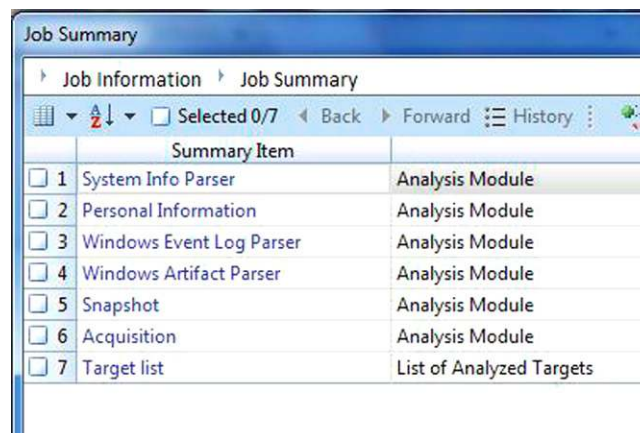 Job Summary
Job Information Job Summary
Selected 0/7 Back Forward History
Summary Item
1 System Info Parser Analysis Module
2 Personal Information Analysis Module
3 Windows Event Log Parser Analysis Module
4 Windows Artifact Parser Analysis Module
5 Snapshot Analysis Module
6 Acquisition Analysis Module
7 Target list List of Analyzed Targets